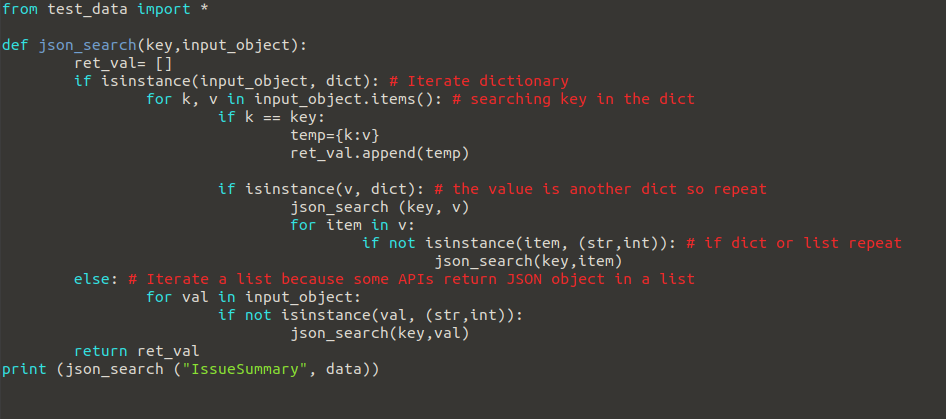 from test_data import *
def json_search(key,input_object):
ret_val= []
if isinstance(input_object, dict): # Iterate dictionary
for k, v in input_object.items(): # searching key in the dict
if k == key:
temp={k:v}
ret_val.append(temp)
if isinstance(v, dict): # the value is another dict so repeat
json_search (key, v)
for item in v:
if not isinstance(item, (str,int)): # if dict or list repeat
json_search(key,item)
else: # Iterate a list because some APIs return JSON object in a list
for val in input_object:
if not isinstance(val, (str,int)):
json_search(key,val)
return ret_val
print (json_search ("IssueSummary", data))